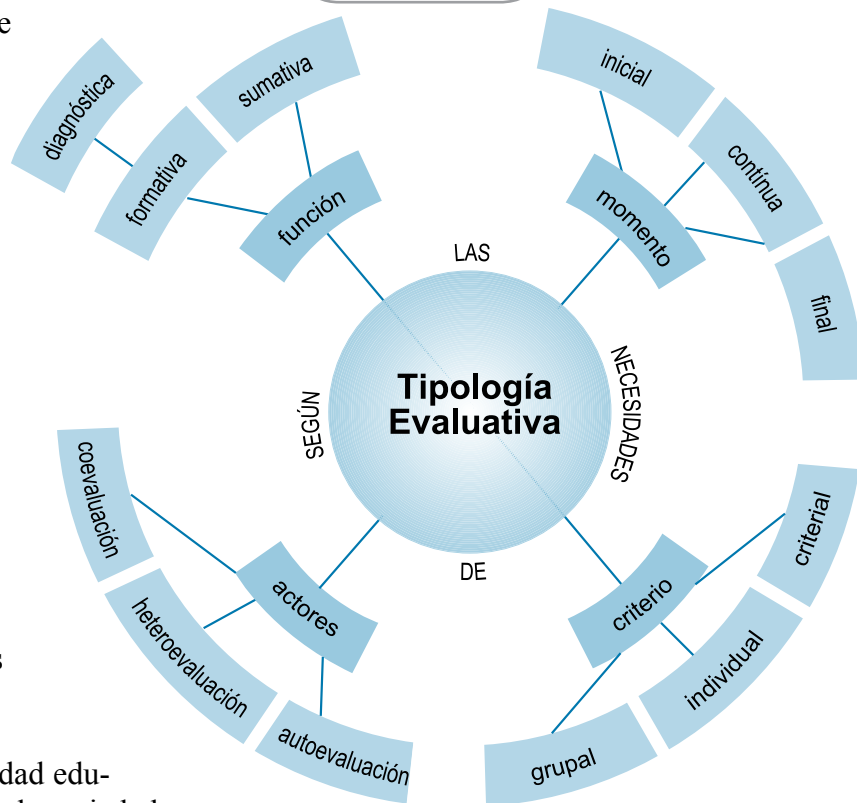 e
diagnóstica
formativa
sumativa
función
inicial
contínua
final
momento
LAS
SEGÚN
NECESIDADES
DE
Tipología
Evaluativa
coevaluación
heteroevaluación
autoevaluación
actores
criterio
criterial
individual
grupal
s
dad edu-